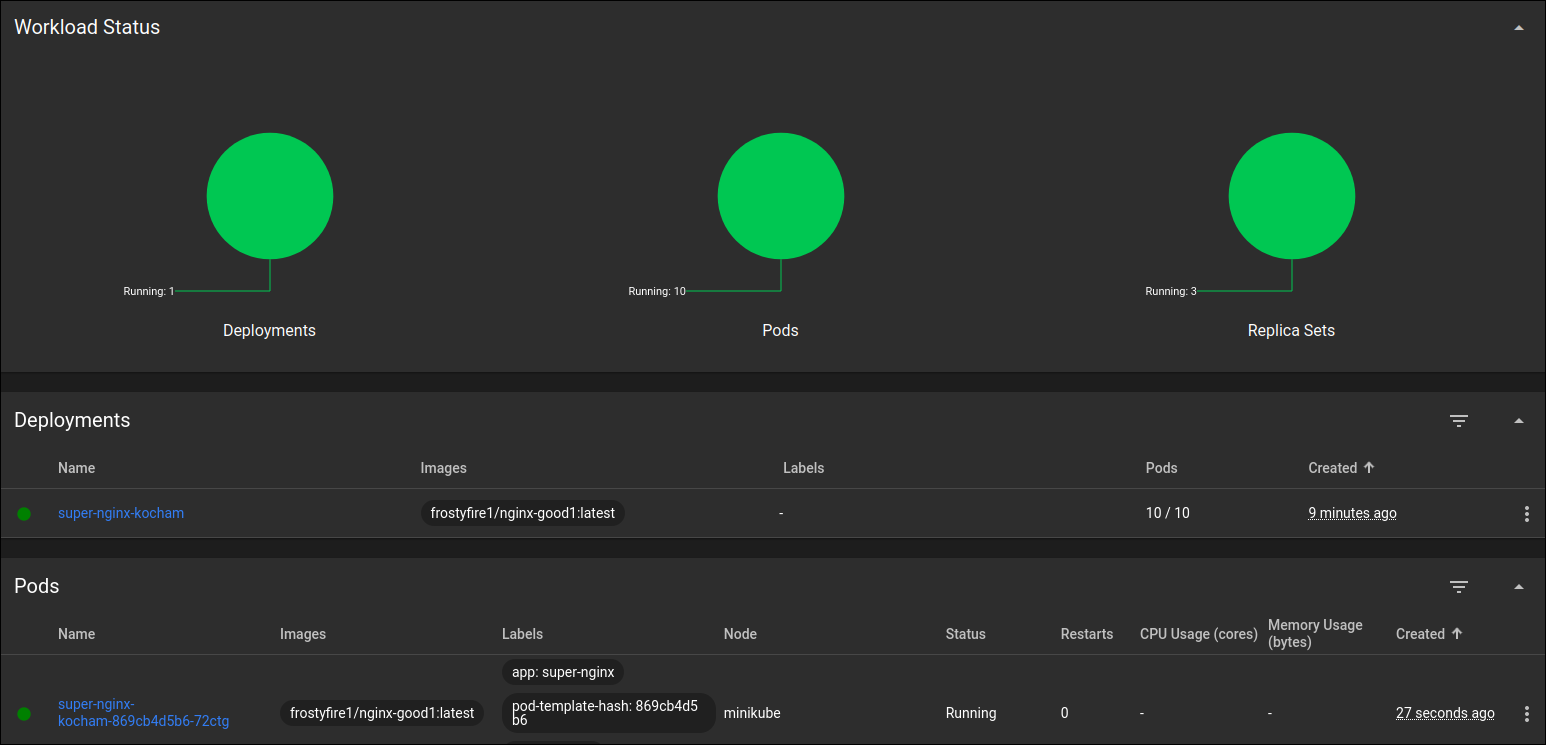 Workload Status
Running: 1
Running: 10
Running: 3
Deployments
Pods
Replica Sets
Deployments
Name Images Labels Pods Created
super-nginx-kocham frostyfire1/nginx-good1:latest - 10 / 10 9 minutes ago
Pods
Name Images Labels Node Status Restarts CPU Usage (cores) Memory Usage (bytes) Created
app: super-nginx
super-nginx-
kocham-869cb4d5b6-72ctg
frostyfire1/nginx-good1:latest
pod-template-hash: 869cb4d5
b6
minikube Running 0 - - 27 seconds ago